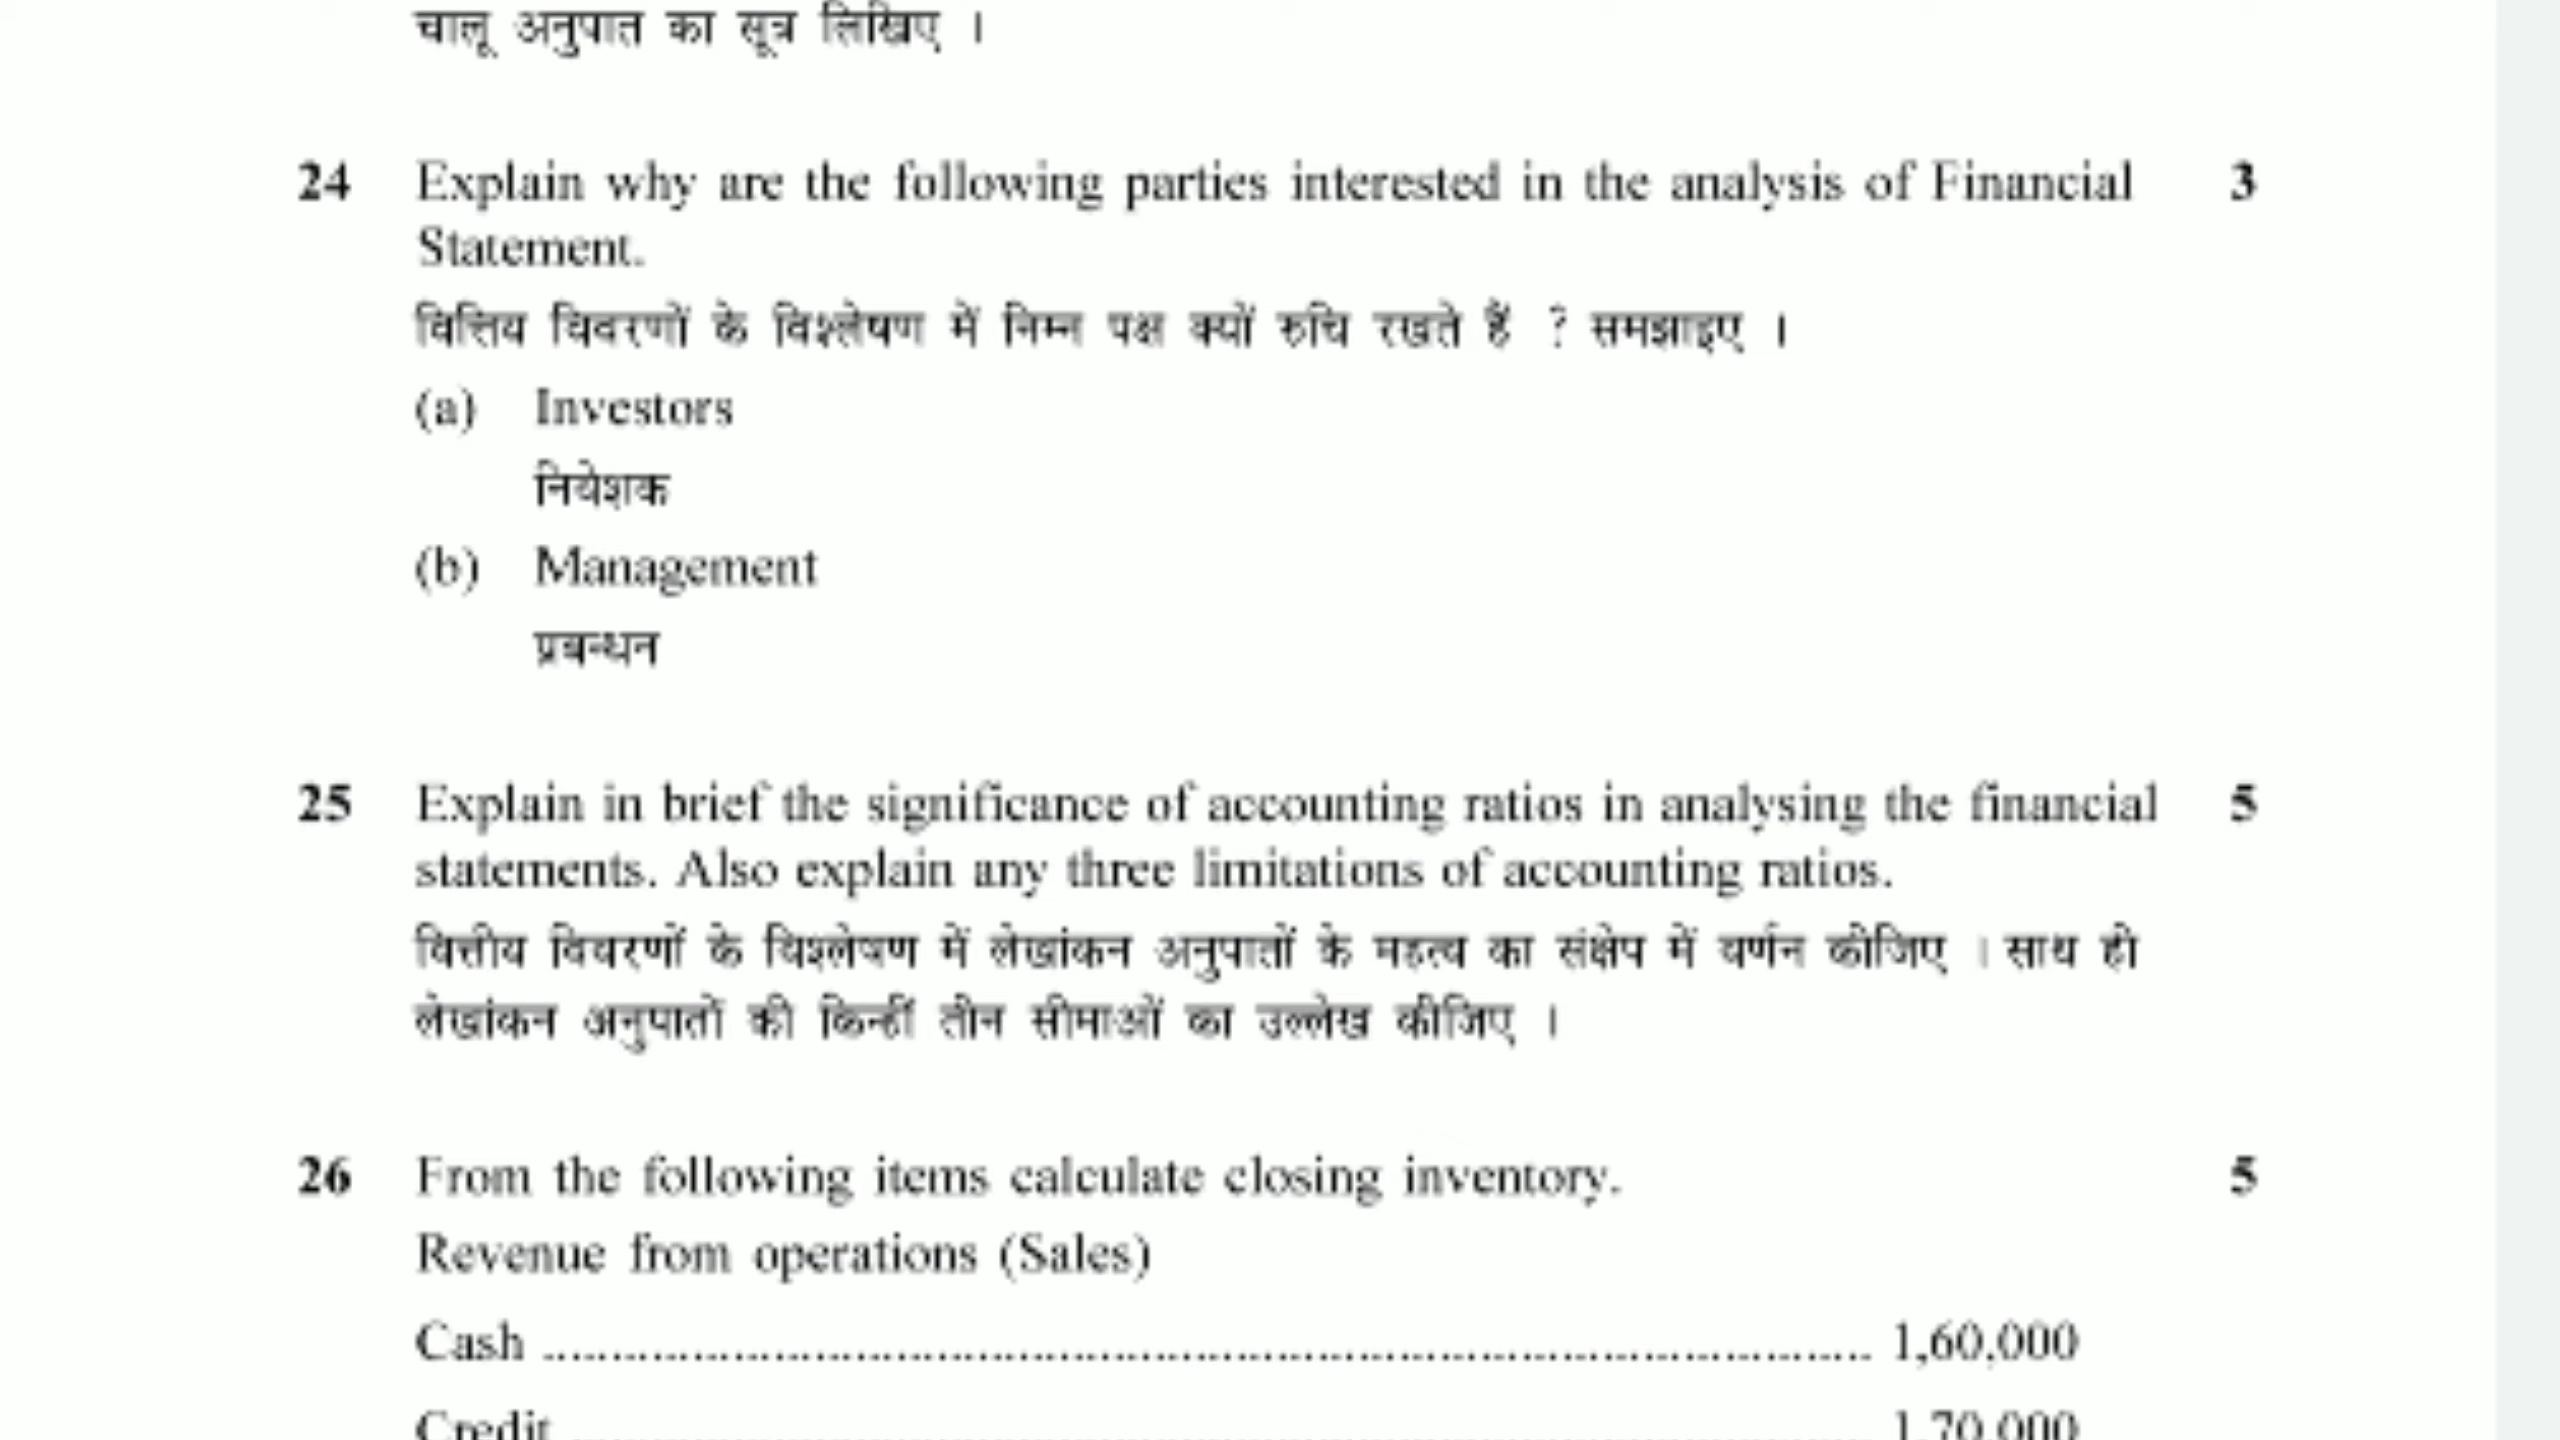 चालू अनुपात का सूत्र लिखिए ।
24 Explain why are the following parties interested in the analysis of Financial 3
Statement.
वित्तिय विवरणों के विश्लेषण में निम्न पक्ष क्यों रुचि रखते हैं ? समझाइए ।
(a) Investors
निवेशक
(b) Management
प्रबन्धन
25 Explain in brief the significance of accounting ratios in analysing the financial 5
statements. Also explain any three limitations of accounting ratios.
वित्तीय विवरणों के विश्लेषण में लेखांकन अनुपातों के महत्व का संक्षेप में वर्णन कीजिए । साथ ही
लेखांकन अनुपातों की किन्हीं तीन सीमाओं का उल्लेख कीजिए ।
26 From the following items calculate closing inventory. 5
Revenue from operations (Sales)
Cash ........................................................................ 1,60,000
Credit ........................................................................ 1,70,000